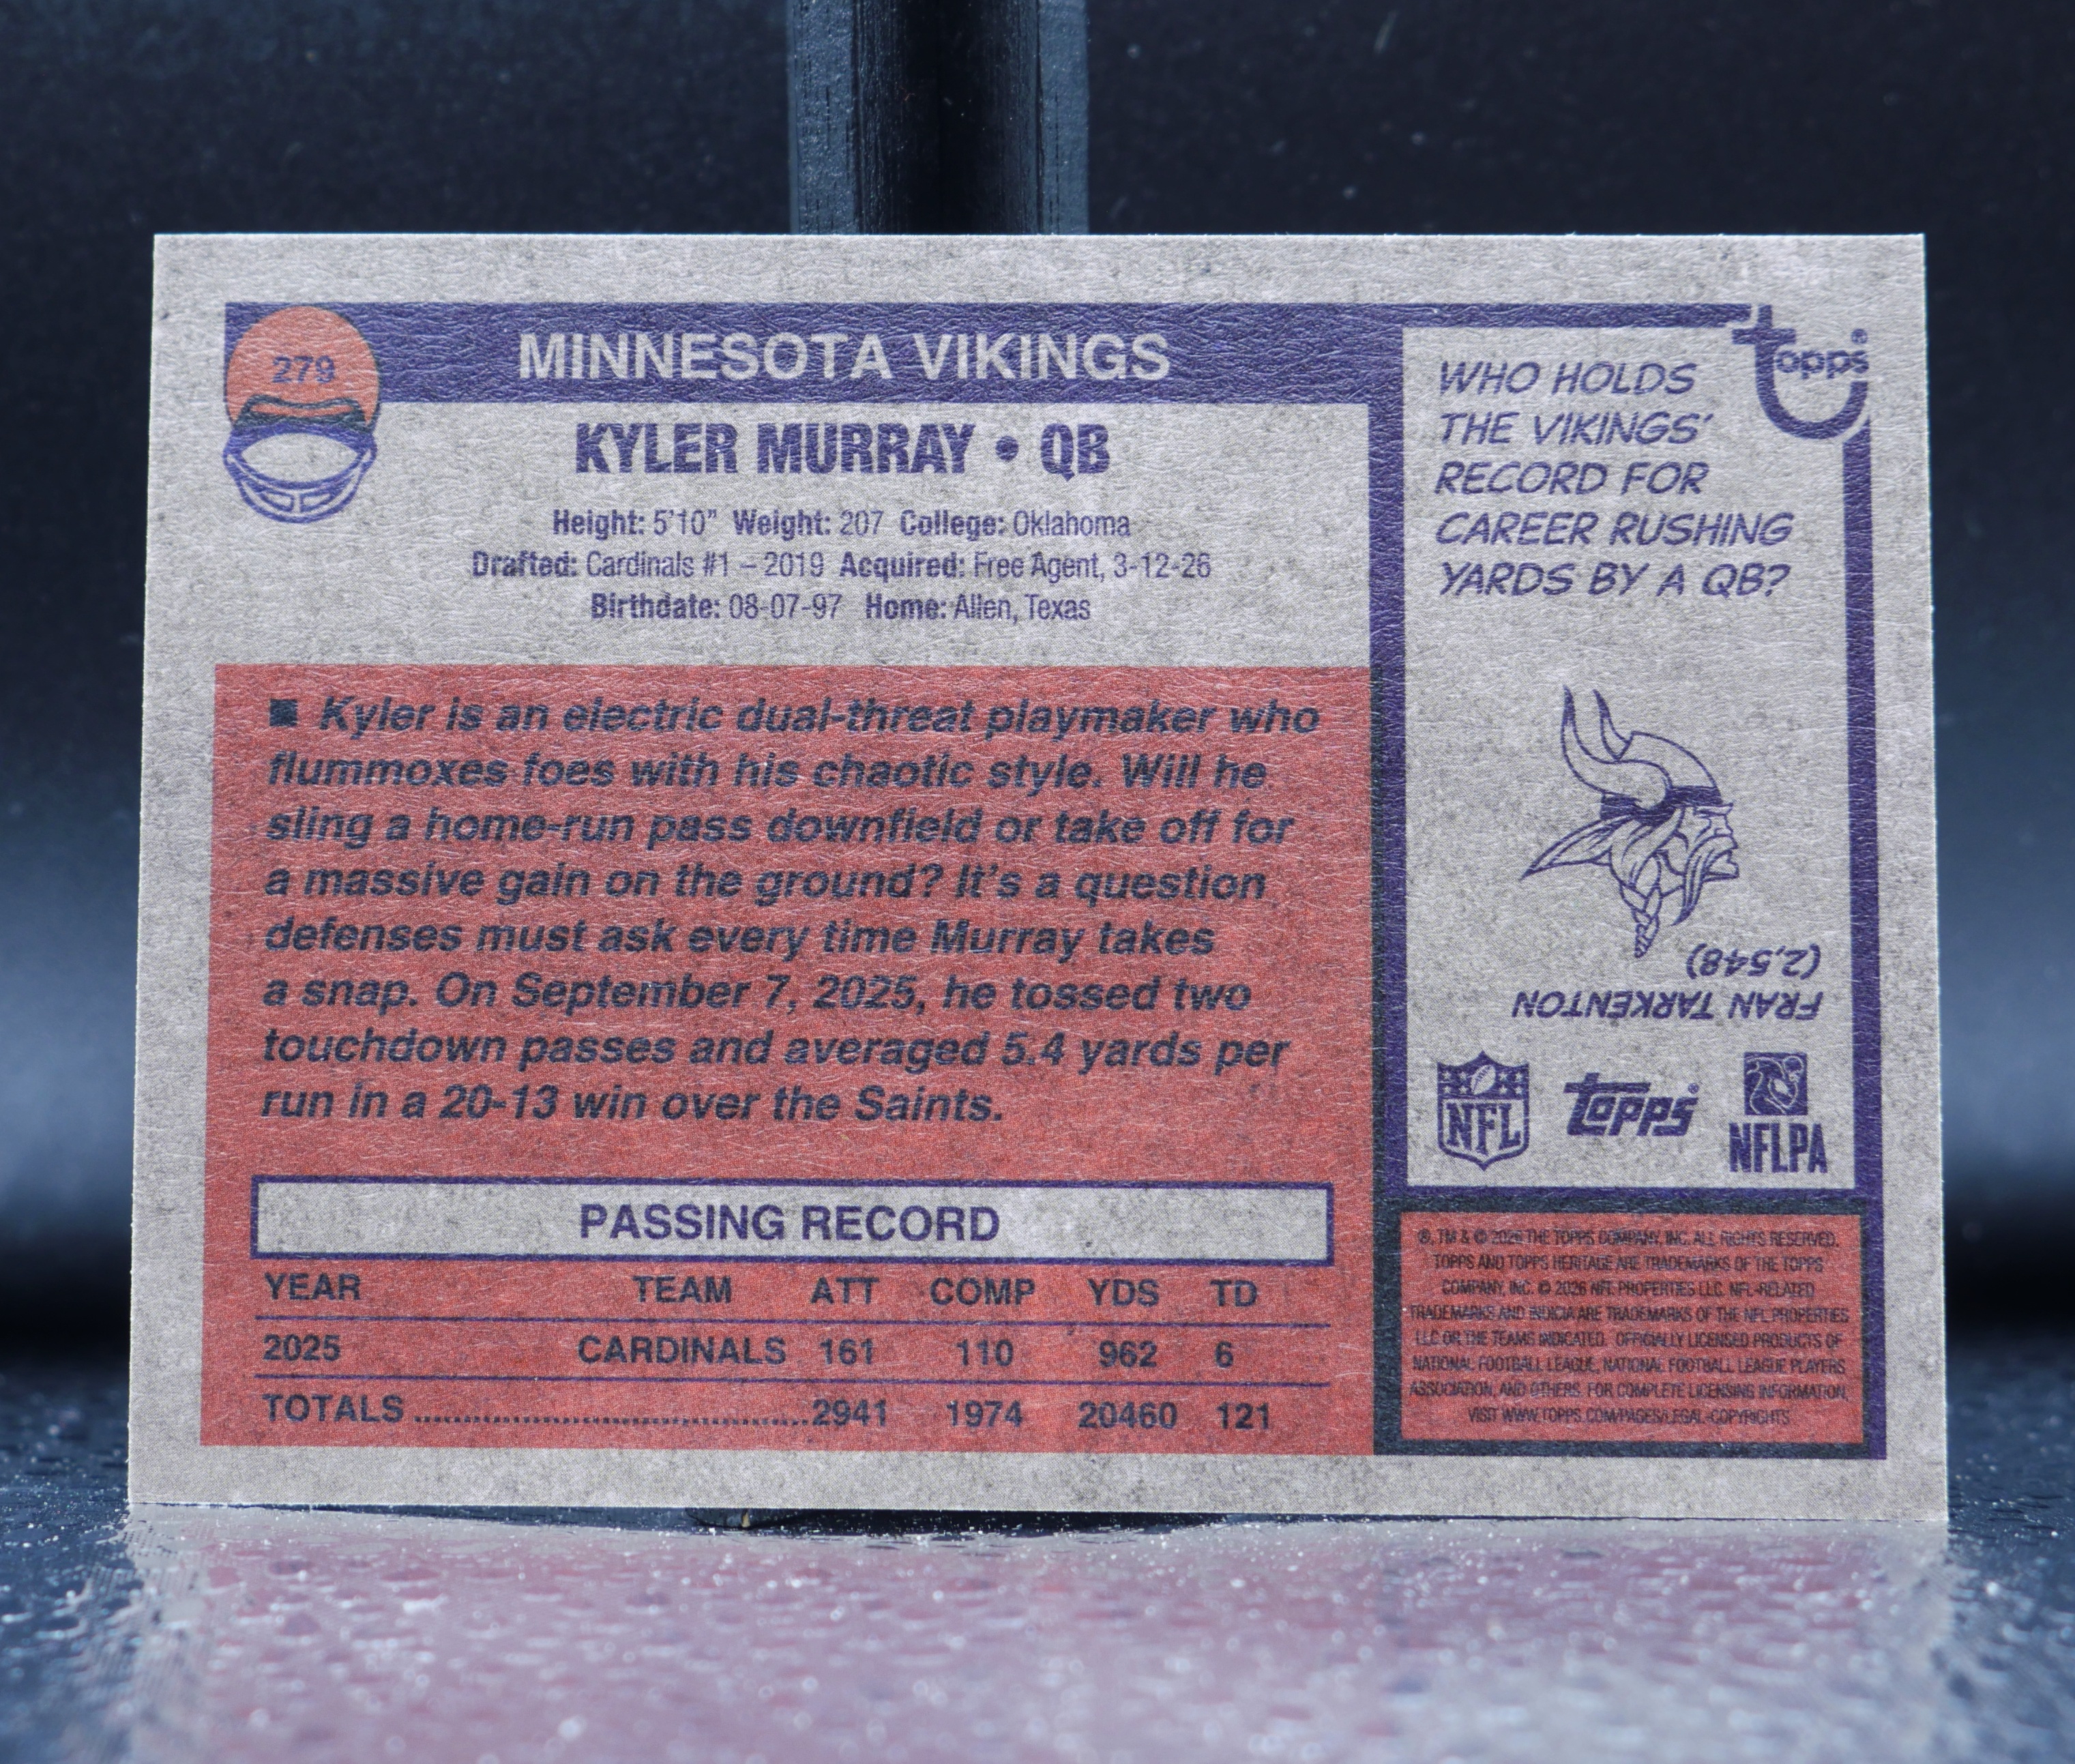 279
MINNESOTA VIKINGS
KYLER MURRAY • QB
Height: 5'10" Weight: 207 College: Oklahoma
Drafted: Cardinals #1 – 2019 Acquired: Free Agent, 3-12-26
Birthdate: 08-07-97 Home: Allen, Texas
■ Kyler is an electric dual-threat playmaker who
flummoxes foes with his chaotic style. Will he
sling a home-run pass downfield or take off for
a massive gain on the ground? It's a question
defenses must ask every time Murray takes
a snap. On September 7, 2025, he tossed two
touchdown passes and averaged 5.4 yards per
run in a 20-13 win over the Saints.
PASSING RECORD
YEAR TEAM ATT COMP YDS TD
2025 CARDINALS 161 110 962 6
TOTALS ........................................ 2941 1974 20460 121
topps®
WHO HOLDS
THE VIKINGS'
RECORD FOR
CAREER RUSHING
YARDS BY A QB?
FRAN TARKENTON
(2,548)
NFL topps® NFLPA
®, TM & © 2026 THE TOPPS COMPANY, INC. ALL RIGHTS RESERVED.
TOPPS AND TOPPS HERITAGE ARE TRADEMARKS OF THE TOPPS
COMPANY, INC. © 2026 NFL PROPERTIES LLC. NFL-RELATED
TRADEMARKS AND INDICIA ARE TRADEMARKS OF THE NFL PROPERTIES
LLC OR THE TEAMS INDICATED. OFFICIALLY LICENSED PRODUCTS OF
NATIONAL FOOTBALL LEAGUE, NATIONAL FOOTBALL LEAGUE PLAYERS
ASSOCIATION, AND OTHERS. FOR COMPLETE LICENSING INFORMATION,
VISIT WWW.TOPPS.COM/PAGES/LEGAL-COPYRIGHTS